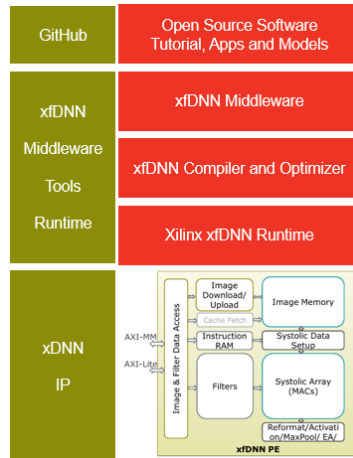 GitHub
Open Source Software
Tutorial, Apps and Models
xfDNN
Middleware
Tools
Runtime
xfDNN Middleware
xfDNN Compiler and Optimizer
Xilinx xfDNN Runtime
xDNN
IP
AXI-MM
AXI-Lite
Image & Filter Data Access
Image
Download/
Upload
Image Memory
Cache Fetch
Instruction
RAM
Systolic Data
Setup
Filters
Systolic Array
(MACs)
Reformat/Activati
on/MaxPool/ EA/
xfDNN PE